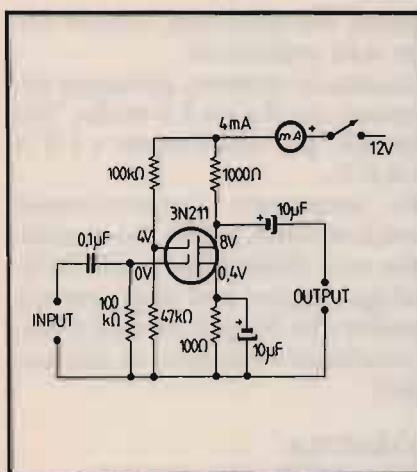 4mA
mA
+
12V
100kΩ
1000Ω
3N211
10µF
+
0,1µF
4V
8V
0V
0,4V
INPUT
100
kΩ
47kΩ
100Ω
+
10µF
OUTPUT